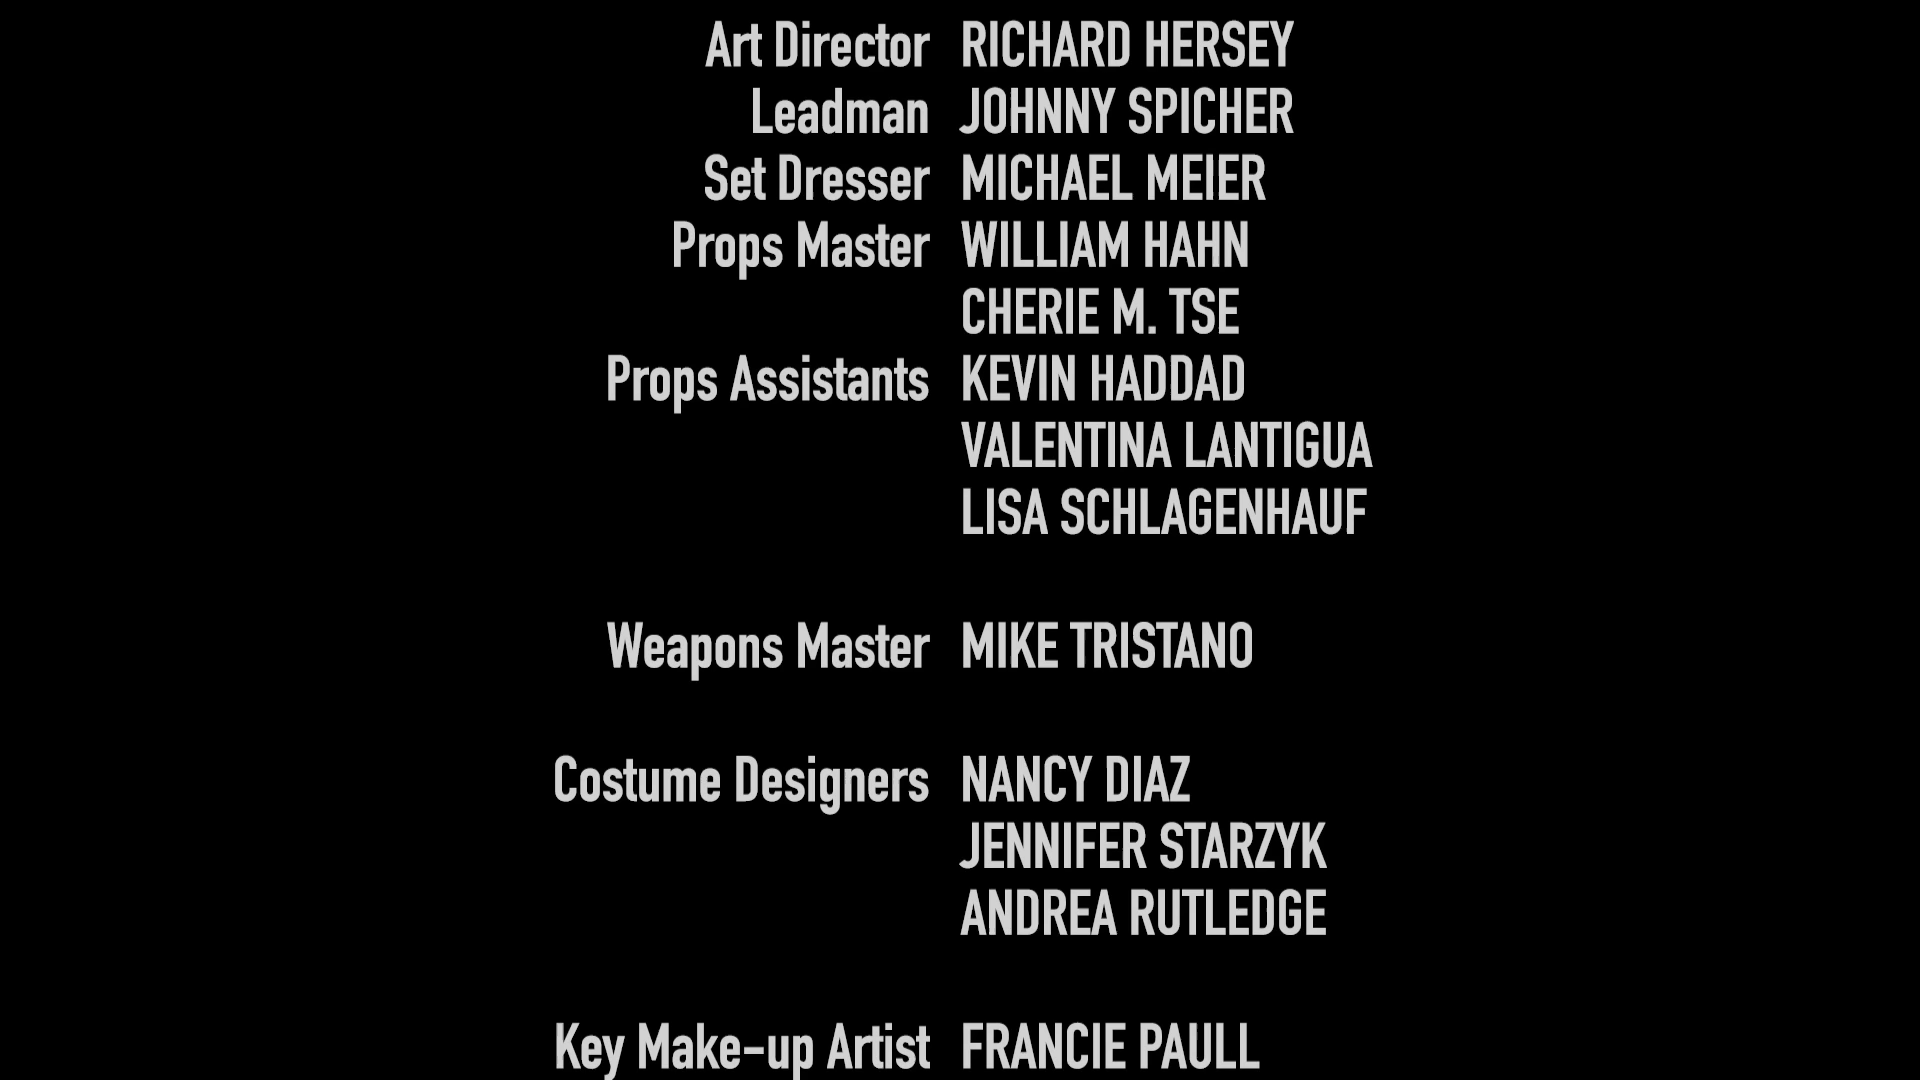 Art Director RICHARD HERSEY
Leadman JOHNNY SPICHER
Set Dresser MICHAEL MEIER
Props Master WILLIAM HAHN
CHERIE M. TSE
Props Assistants KEVIN HADDAD
VALENTINA LANTIGUA
LISA SCHLAGENHAUF
Weapons Master MIKE TRISTANO
Costume Designers NANCY DIAZ
JENNIFER STARZYK
ANDREA RUTLEDGE
Key Make-up Artist FRANCIE PAULL